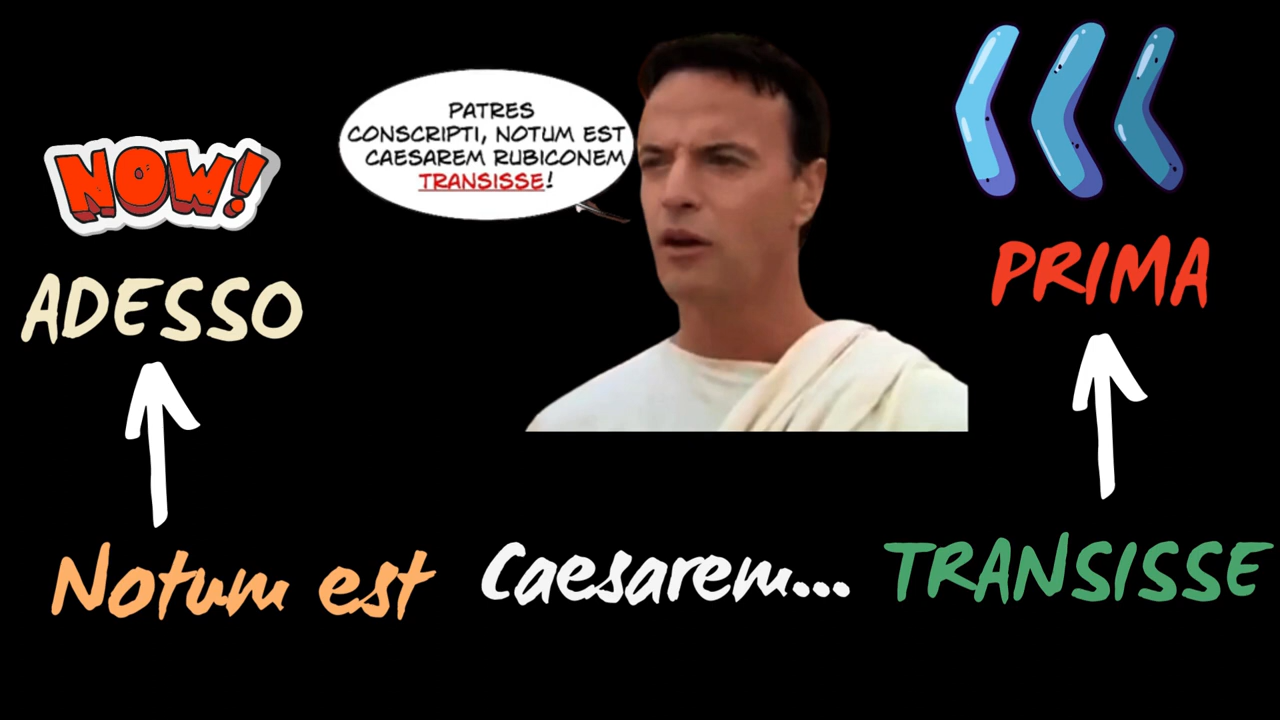 PATRES
CONSCRIPTI, NOTUM EST
CAESAREM RUBICONEM
TRANSISSE!
NOW!
ADESSO
PRIMA
Notum est Caesarem... TRANSISSE